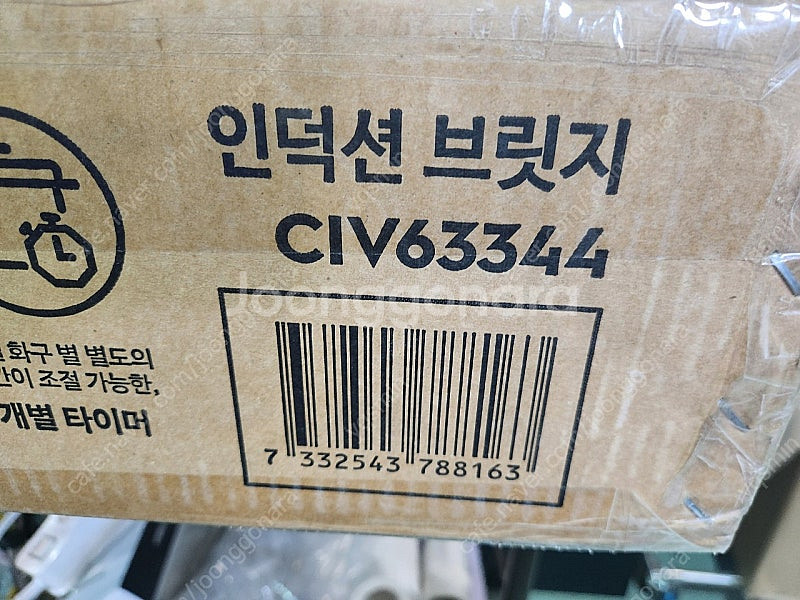 인덕션 브릿지
CIV63344
화구 별 별도의
조절 가능한,
개별 타이머
7 332543 788163
Joonggonara